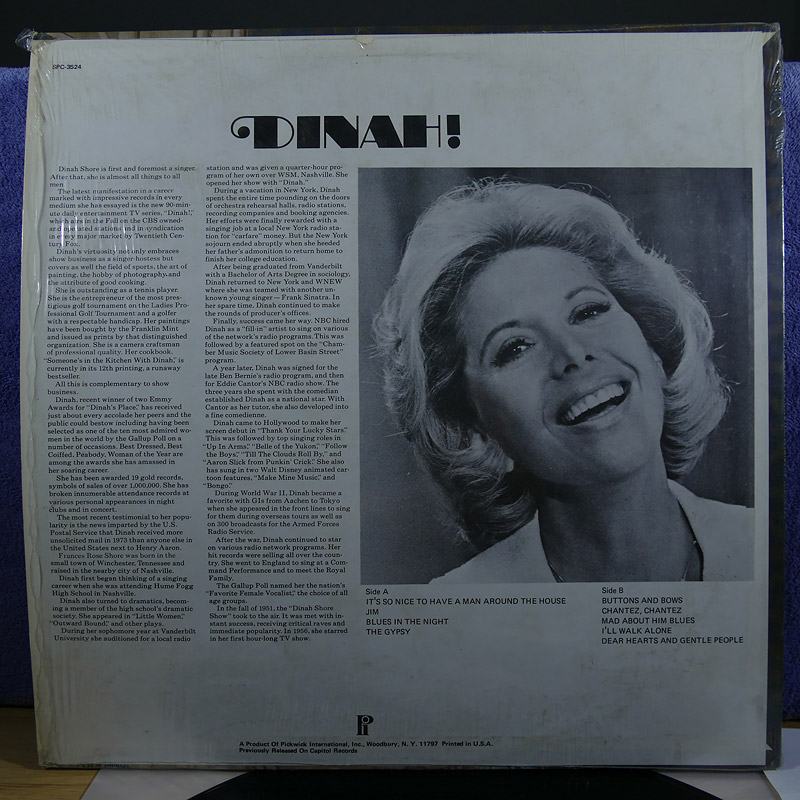 SPC-3524
DINAH!
Dinah Shore is first and foremost a singer.
After that, she is almost all things to all
men.
The latest manifestation in a career
marked with impressive records in every
medium she has essayed is the new 90-min-
ute daily entertainment TV series, "Dinah!,"
in the Fall on the CBS owned-
and stations and in syndication
in every major market by Twentieth Cen-
tury Fox.
Dinah's virtuosity not only embraces
show business as a singer-hostess but
covers as well the field of sports, the art of
painting, the hobby of photography, and
the attribute of good cooking.
She is outstanding as a tennis player.
She is the entrepreneur of the most pres-
tigious golf tournament on the Ladies Pro-
fessional Golf Tournament and a golfer
with a respectable handicap. Her paintings
have been bought by the Franklin Mint
and issued as prints by that distinguished
organization. She is a camera craftsman
of professional quality. Her cookbook,
"Someone's in the Kitchen With Dinah," is
currently in its 12th printing, a runaway
bestseller.
All this is complementary to show
business.
Dinah, recent winner of two Emmy
Awards for "Dinah's Place," has received
just about every accolade her peers and the
public could bestow including having been
selected as one of the ten most admired wo-
men in the world by the Gallup Poll on a
number of occasions. Best Dressed, Best
Coiffed, Peabody, Woman of the Year are
among the awards she has amassed in
her soaring career.
She has been awarded 19 gold records,
symbols of sales of over 1,000,000. She has
broken innumerable attendance records at
various personal appearances in night
clubs and in concert.
The most recent testimonial to her popu-
larity is the news imparted by the U.S.
Postal Service that Dinah received more
unsolicited mail in 1973 than anyone else in
the United States next to Henry Aaron.
Frances Rose Shore was born in the
small town of Winchester, Tennessee and
raised in the nearby city of Nashville.
Dinah first began thinking of a singing
career when she was attending Hume Fogg
High School in Nashville.
Dinah also turned to dramatics, becom-
ing a member of the high school's dramatic
society. She appeared in "Little Women,"
"Outward Bound," and other plays.
During her sophomore year at Vanderbilt
University she auditioned for a local radio
station and was given a quarter-hour pro-
gram of her own over WSM, Nashville. She
opened her show with "Dinah."
During a vacation in New York, Dinah
spent the entire time pounding on the doors
of orchestra rehearsal halls, radio stations,
recording companies and booking agencies.
Her efforts were finally rewarded with a
singing job at a local New York radio sta-
tion for "carfare" money. But the New York
sojourn ended abruptly when she heeded
her father's admonition to return home to
finish her college education.
After being graduated from Vanderbilt
with a Bachelor of Arts Degree in sociology,
Dinah returned to New York and WNEW
where she was teamed with another un-
known young singer — Frank Sinatra. In
her spare time, Dinah continued to make
the rounds of producer's offices.
Finally, success came her way. NBC hired
Dinah as a "fill-in" artist to sing on various
of the network's radio programs. This was
followed by a featured spot on the "Cham-
ber Music Society of Lower Basin Street"
program.
A year later, Dinah was signed for the
late Ben Bernie's radio program, and then
for Eddie Cantor's NBC radio show. The
three years she spent with the comedian
established Dinah as a national star. With
Cantor as her tutor, she also developed into
a fine comedienne.
Dinah came to Hollywood to make her
screen debut in "Thank Your Lucky Stars."
This was followed by top singing roles in
"Up In Arms," "Belle of the Yukon," "Follow
the Boys," "Till The Clouds Roll By," and
"Aaron Slick from Punkin' Crick." She also
has sung in two Walt Disney animated car-
toon features, "Make Mine Music," and
"Bongo."
During World War II, Dinah became a
favorite with GI's from Aachen to Tokyo
when she appeared in the front lines to sing
for them during overseas tours as well as
on 300 broadcasts for the Armed Forces
Radio Service.
After the war, Dinah continued to star
on various radio network programs. Her
hit records were selling all over the coun-
try. She went to England to sing at a Com-
mand Performance and to meet the Royal
Family.
The Gallup Poll named her the nation's
"Favorite Female Vocalist," the choice of all
age groups.
In the fall of 1951, the "Dinah Shore
Show" took to the air. It was met with in-
stant success, receiving critical raves and
immediate popularity. In 1956, she starred
in her first hour-long TV show.
Side A
IT'S SO NICE TO HAVE A MAN AROUND THE HOUSE
JIM
BLUES IN THE NIGHT
THE GYPSY
Side B
BUTTONS AND BOWS
CHANTEZ, CHANTEZ
MAD ABOUT HIM BLUES
I'LL WALK ALONE
DEAR HEARTS AND GENTLE PEOPLE
A Product Of Pickwick International, Inc., Woodbury, N. Y. 11797 Printed in U.S.A.
Previously Released On Capitol Records